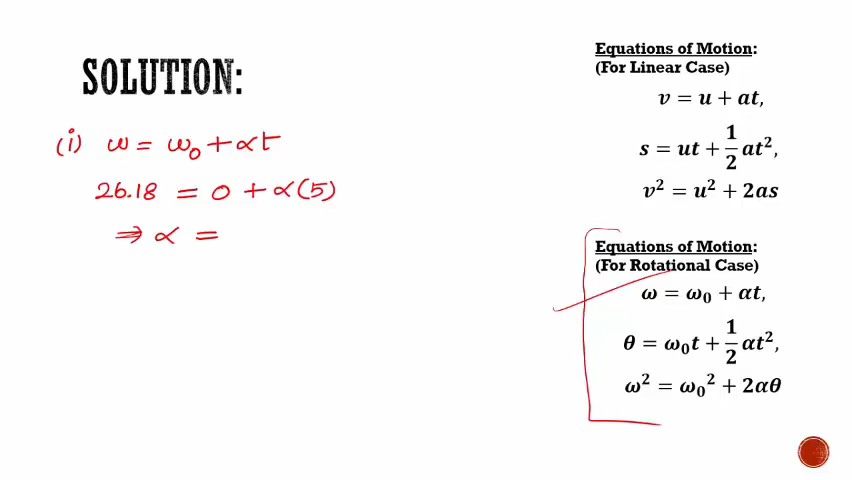 SOLUTION:
(i) ω = ω₀ + αt
26.18 = 0 + α(5)
⇒ α =
Equations of Motion:
(For Linear Case)
v = u + at,
s = ut + 1/2 at²,
v² = u² + 2as
Equations of Motion:
(For Rotational Case)
ω = ω₀ + αt,
θ = ω₀t + 1/2 αt²,
ω² = ω₀² + 2αθ